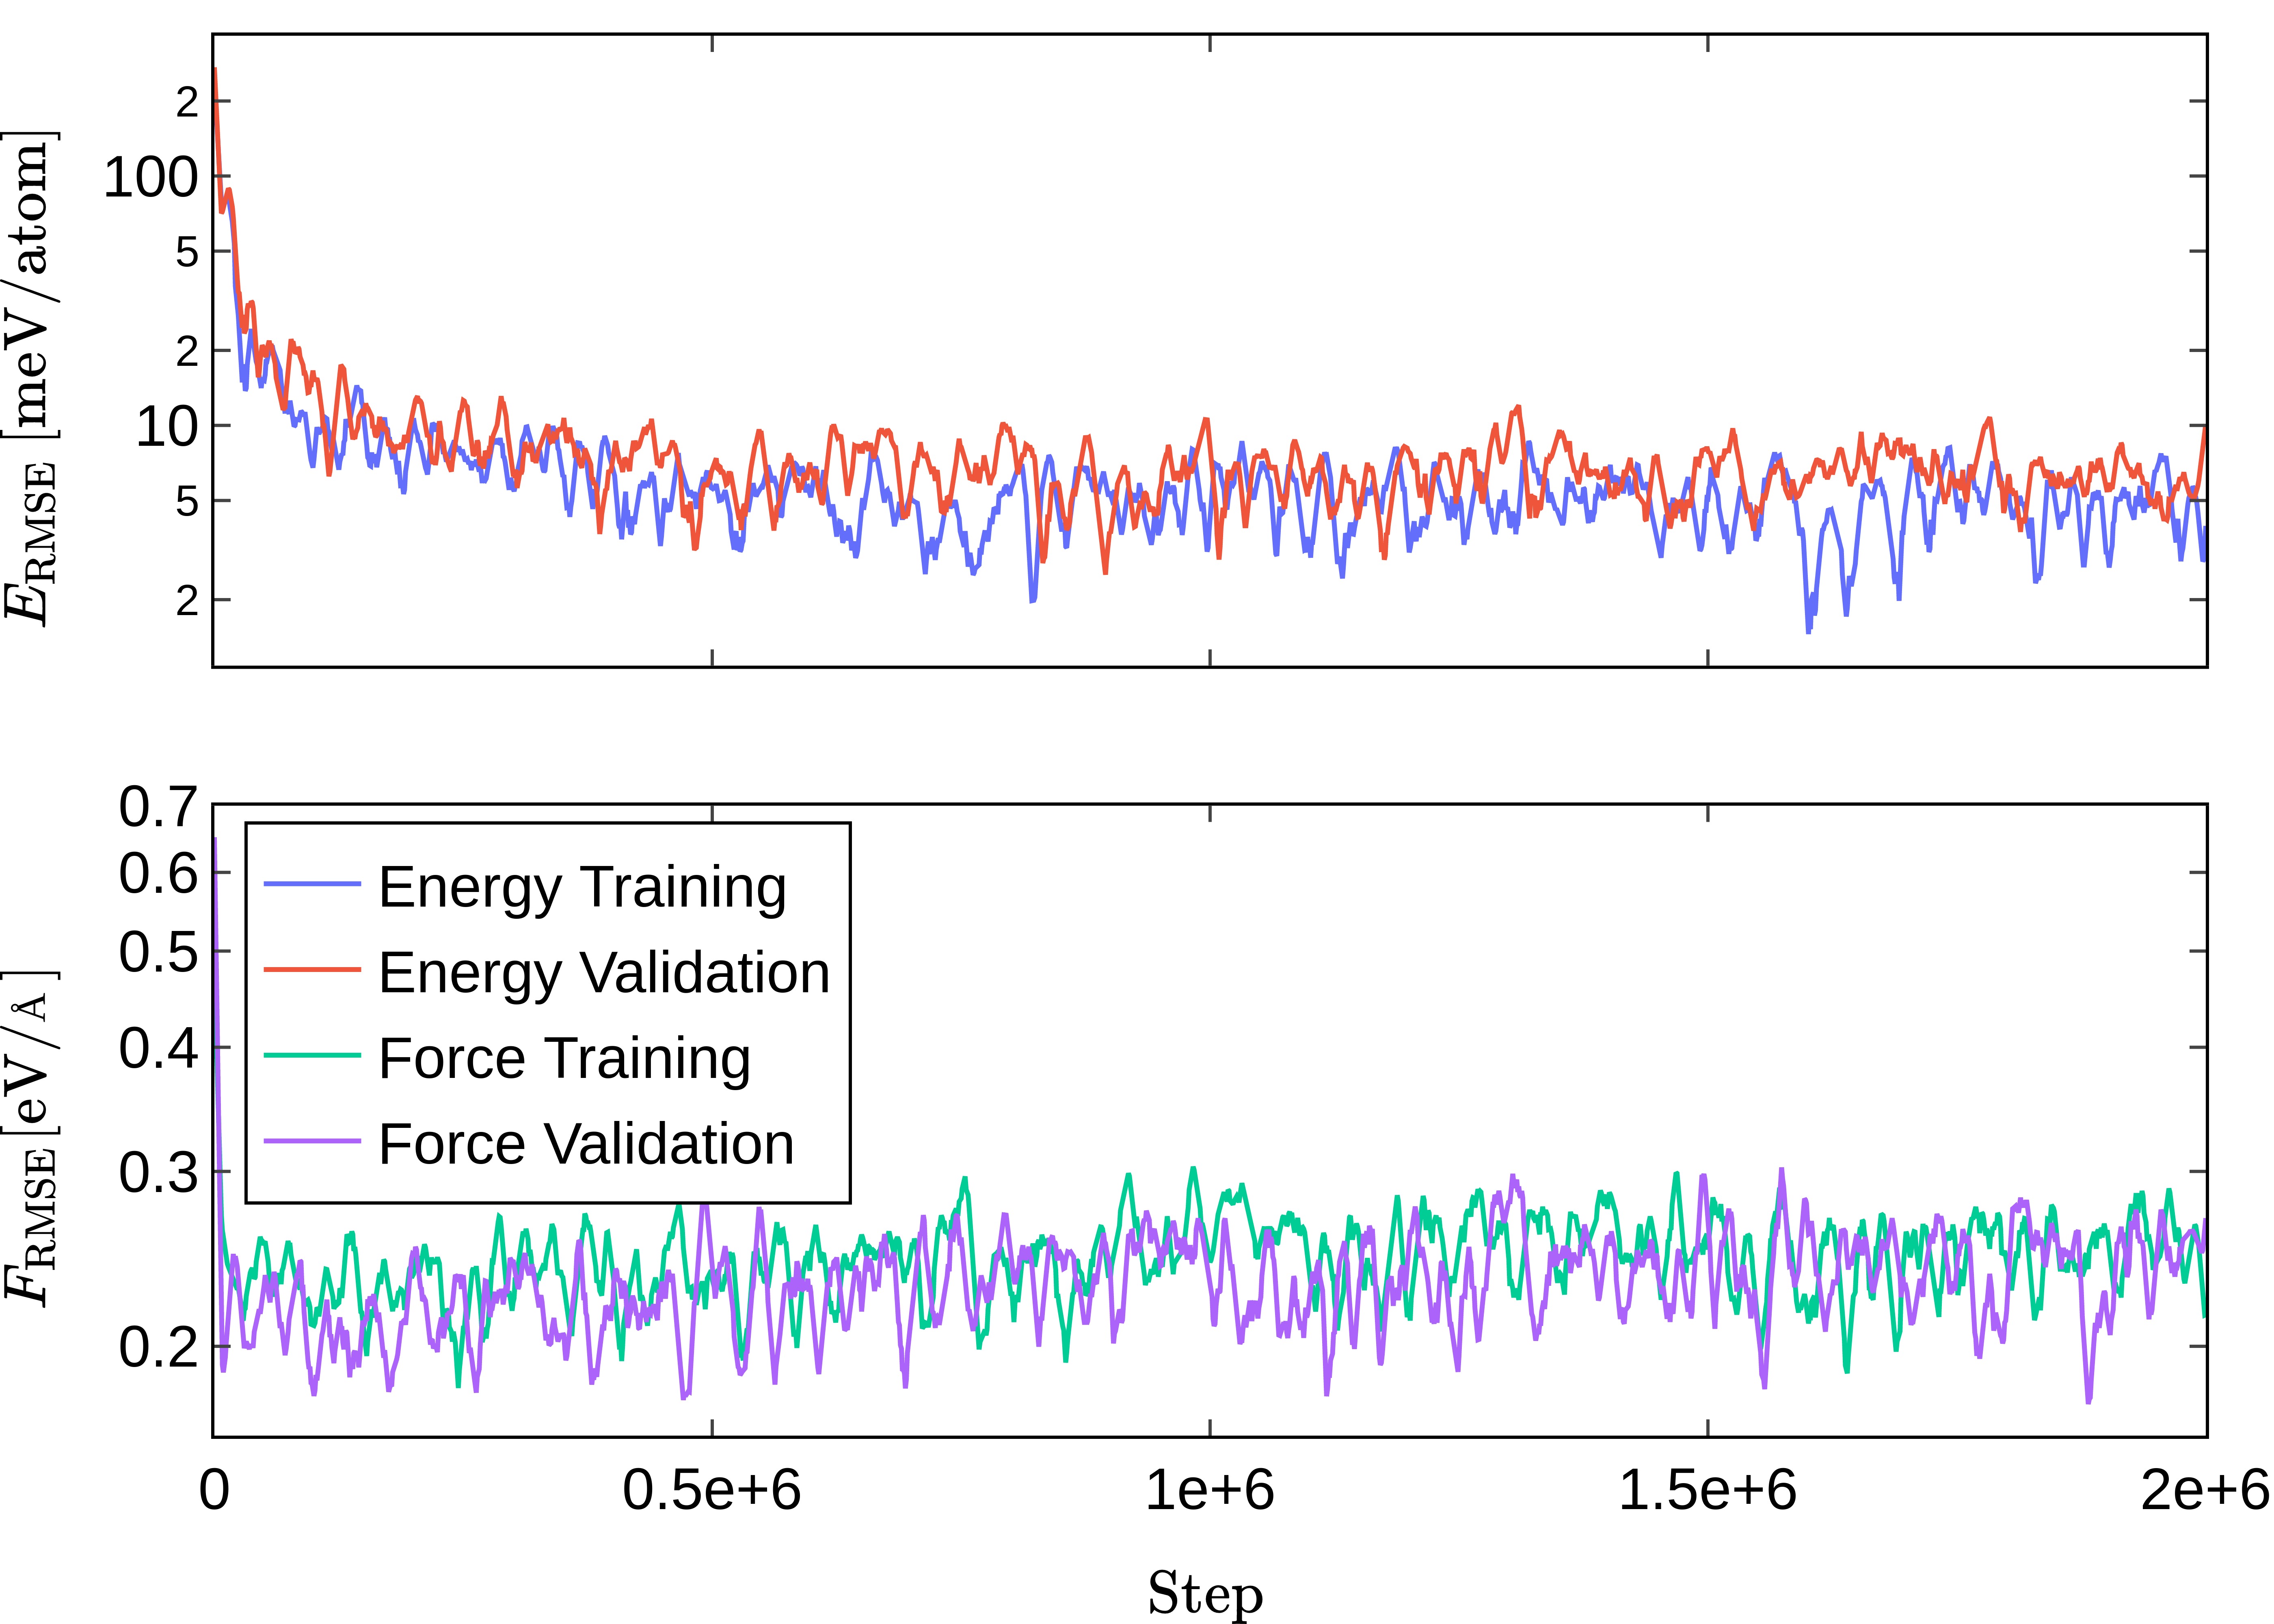 2
100
5
2
10
5
2
E_RMSE [meV/atom]
0.7
0.6
0.5
0.4
0.3
0.2
F_RMSE [eV/Å]
Energy Training
Energy Validation
Force Training
Force Validation
0 0.5e+6 1e+6 1.5e+6 2e+6
Step